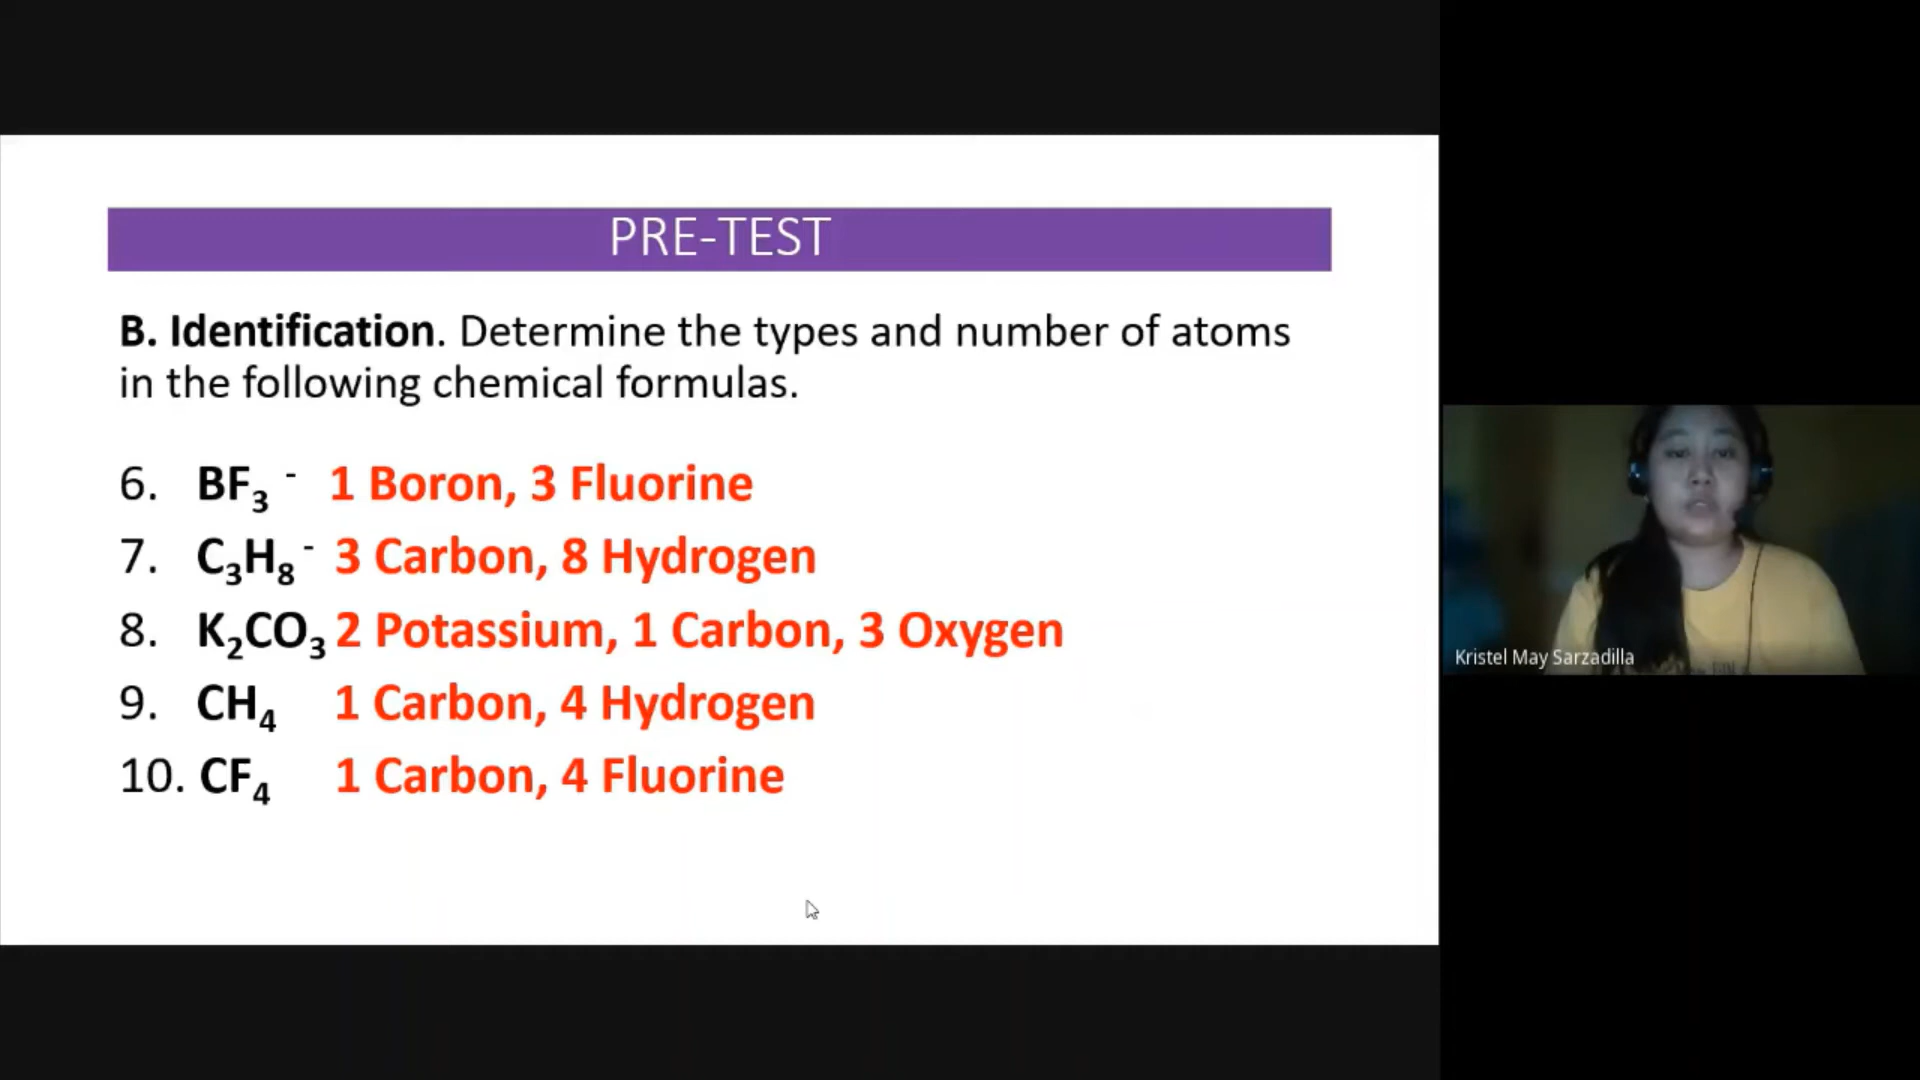 PRE-TEST
B. Identification. Determine the types and number of atoms
in the following chemical formulas.
6. BF₃ - 1 Boron, 3 Fluorine
7. C₃H₈ - 3 Carbon, 8 Hydrogen
8. K₂CO₃ 2 Potassium, 1 Carbon, 3 Oxygen
9. CH₄ 1 Carbon, 4 Hydrogen
10. CF₄ 1 Carbon, 4 Fluorine
Kristel May Sarzadilla